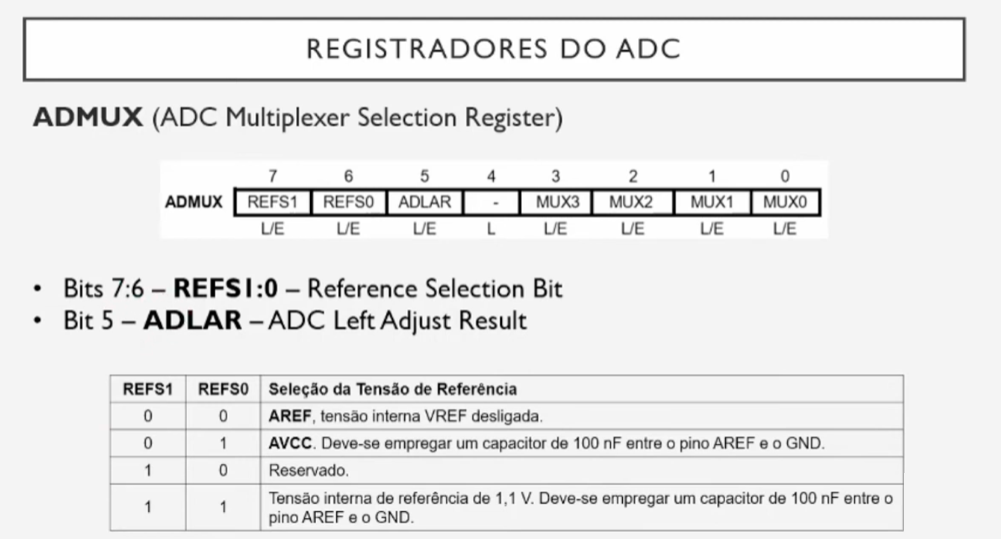 REGISTRADORES DO ADC
ADMUX (ADC Multiplexer Selection Register)
7 6 5 4 3 2 1 0
ADMUX REFS1 REFS0 ADLAR - MUX3 MUX2 MUX1 MUX0
L/E L/E L/E L L/E L/E L/E L/E
• Bits 7:6 – REFS1:0 – Reference Selection Bit
• Bit 5 – ADLAR – ADC Left Adjust Result
REFS1 REFS0 Seleção da Tensão de Referência
0 0 AREF, tensão interna VREF desligada.
0 1 AVCC. Deve-se empregar um capacitor de 100 nF entre o pino AREF e o GND.
1 0 Reservado.
1 1 Tensão interna de referência de 1,1 V. Deve-se empregar um capacitor de 100 nF entre o
pino AREF e o GND.